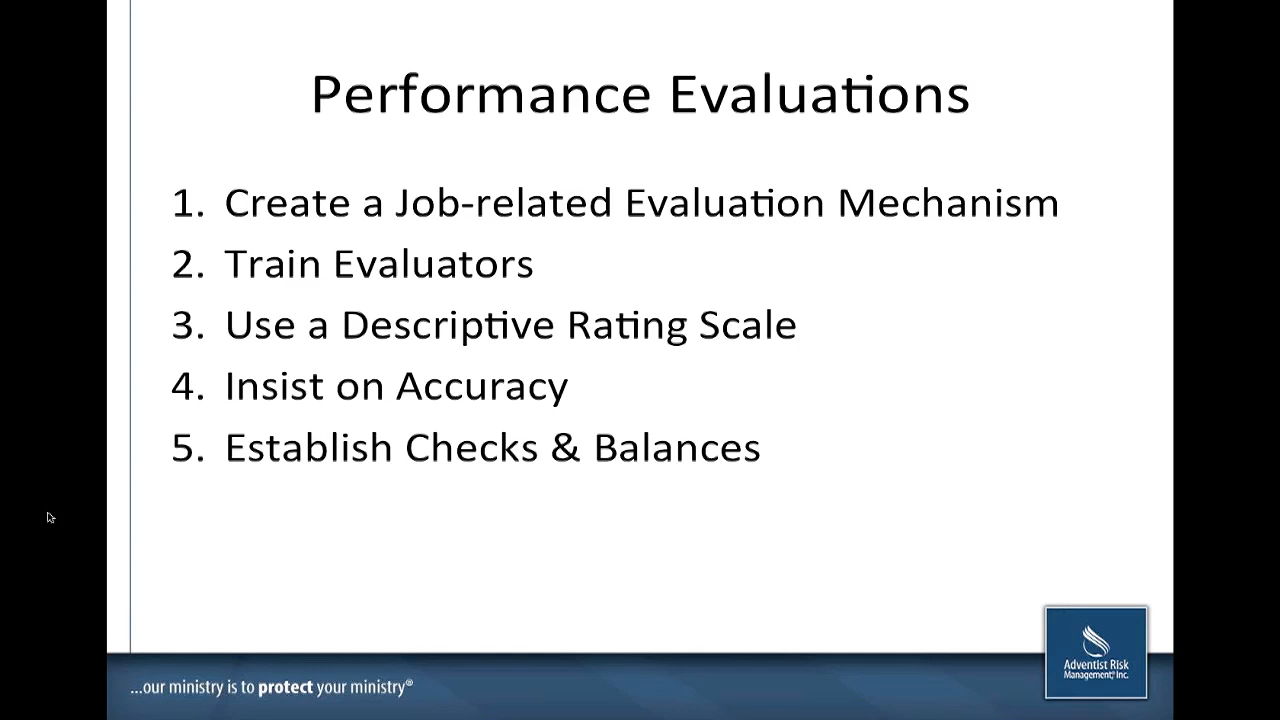 Performance Evaluations
1. Create a Job-related Evaluation Mechanism
2. Train Evaluators
3. Use a Descriptive Rating Scale
4. Insist on Accuracy
5. Establish Checks & Balances
...our ministry is to protect your ministry®
Adventist Risk
Management, Inc.